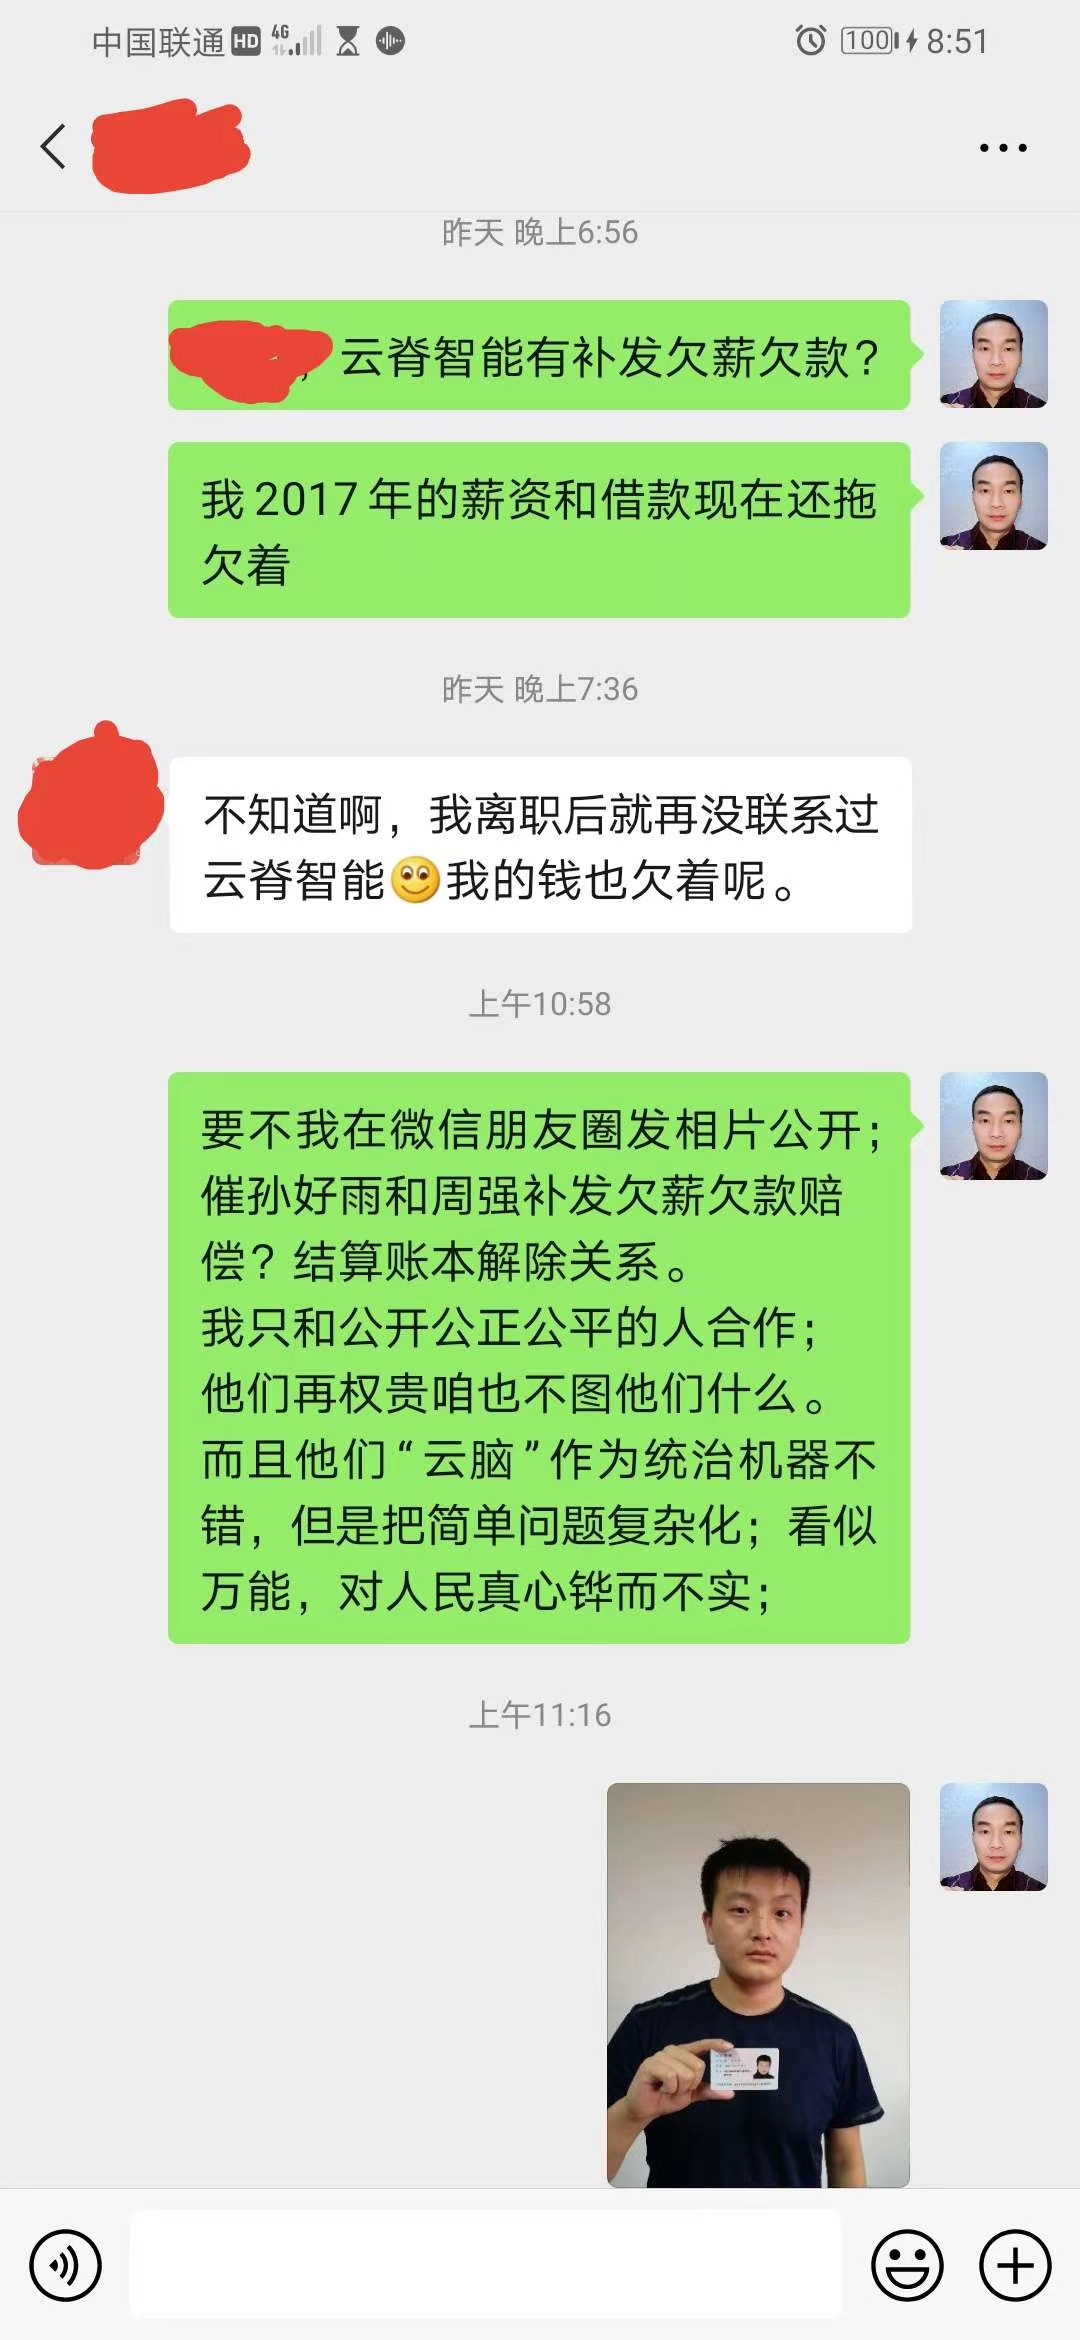 中国联通 HD 4G 100 8:51
昨天 晚上6:56
，云脊智能有补发欠薪欠款？
我2017年的薪资和借款现在还拖
欠着
昨天 晚上7:36
不知道啊，我离职后就再没联系过
云脊智能我的钱也欠着呢。
上午10:58
要不我在微信朋友圈发相片公开；
催孙好雨和周强补发欠薪欠款赔
偿？结算账本解除关系。
我只和公开公正公平的人合作；
他们再权贵咱也不图他们什么。
而且他们“云脑”作为统治机器不
错，但是把简单问题复杂化；看似
万能，对人民真心铧而不实；
上午11:16